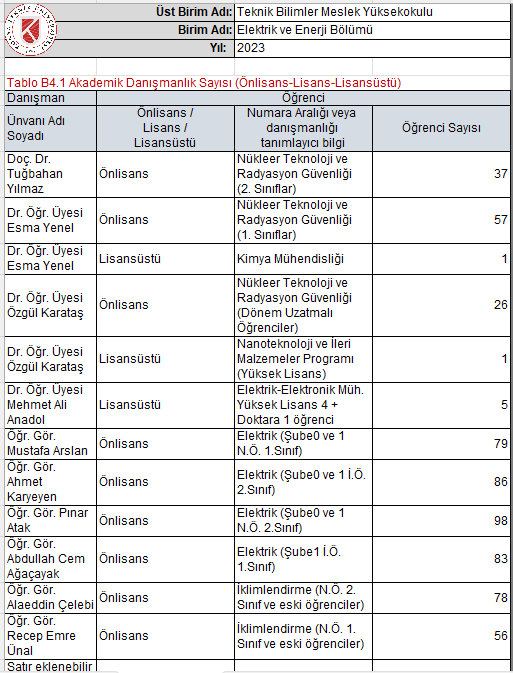 Üst Birim Adı: Teknik Bilimler Meslek Yüksekokulu
Birim Adı: Elektrik ve Enerji Bölümü
Yıl: 2023
Tablo B4.1 Akademik Danışmanlık Sayısı (Önlisans-Lisans-Lisansüstü)
Danışman Öğrenci
Ünvanı Adı
Soyadı
Önlisans /
Lisans /
Lisansüstü
Numara Aralığı veya
danışmanlığı
tanımlayıcı bilgi
Öğrenci Sayısı
Doç. Dr.
Tuğbahan
Yılmaz
Önlisans
Nükleer Teknoloji ve
Radyasyon Güvenliği
(2. Sınıflar)
37
Dr. Öğr. Üyesi
Esma Yenel
Önlisans
Nükleer Teknoloji ve
Radyasyon Güvenliği
(1. Sınıflar)
57
Dr. Öğr. Üyesi
Esma Yenel
Lisansüstü
Kimya Mühendisliği
1
Dr. Öğr. Üyesi
Özgül Karataş
Önlisans
Nükleer Teknoloji ve
Radyasyon Güvenliği
(Dönem Uzatmalı
Öğrenciler)
26
Dr. Öğr. Üyesi
Özgül Karataş
Lisansüstü
Nanoteknoloji ve İleri
Malzemeler Programı
(Yüksek Lisans)
1
Dr. Öğr. Üyesi
Mehmet Ali
Anadol
Lisansüstü
Elektrik-Elektronik Müh.
Yüksek Lisans 4 +
Doktara 1 öğrenci
5
Öğr. Gör.
Mustafa Arslan
Önlisans
Elektrik (Şube0 ve 1
N.Ö. 1.Sınıf)
79
Öğr. Gör.
Ahmet
Karyeyen
Önlisans
Elektrik (Şube0 ve 1 İ.Ö.
2.Sınıf)
86
Öğr. Gör. Pınar
Atak
Önlisans
Elektrik (Şube0 ve 1
N.Ö. 2.Sınıf)
98
Öğr. Gör.
Abdullah Cem
Ağaçayak
Önlisans
Elektrik (Şube1 İ.Ö.
1.Sınıf)
83
Öğr. Gör.
Alaeddin Çelebi
Önlisans
İklimlendirme (N.Ö. 2.
Sınıf ve eski öğrenciler)
78
Öğr. Gör.
Recep Emre
Ünal
Önlisans
İklimlendirme (N.Ö. 1.
Sınıf ve eski öğrenciler)
56
Satır eklenebilir